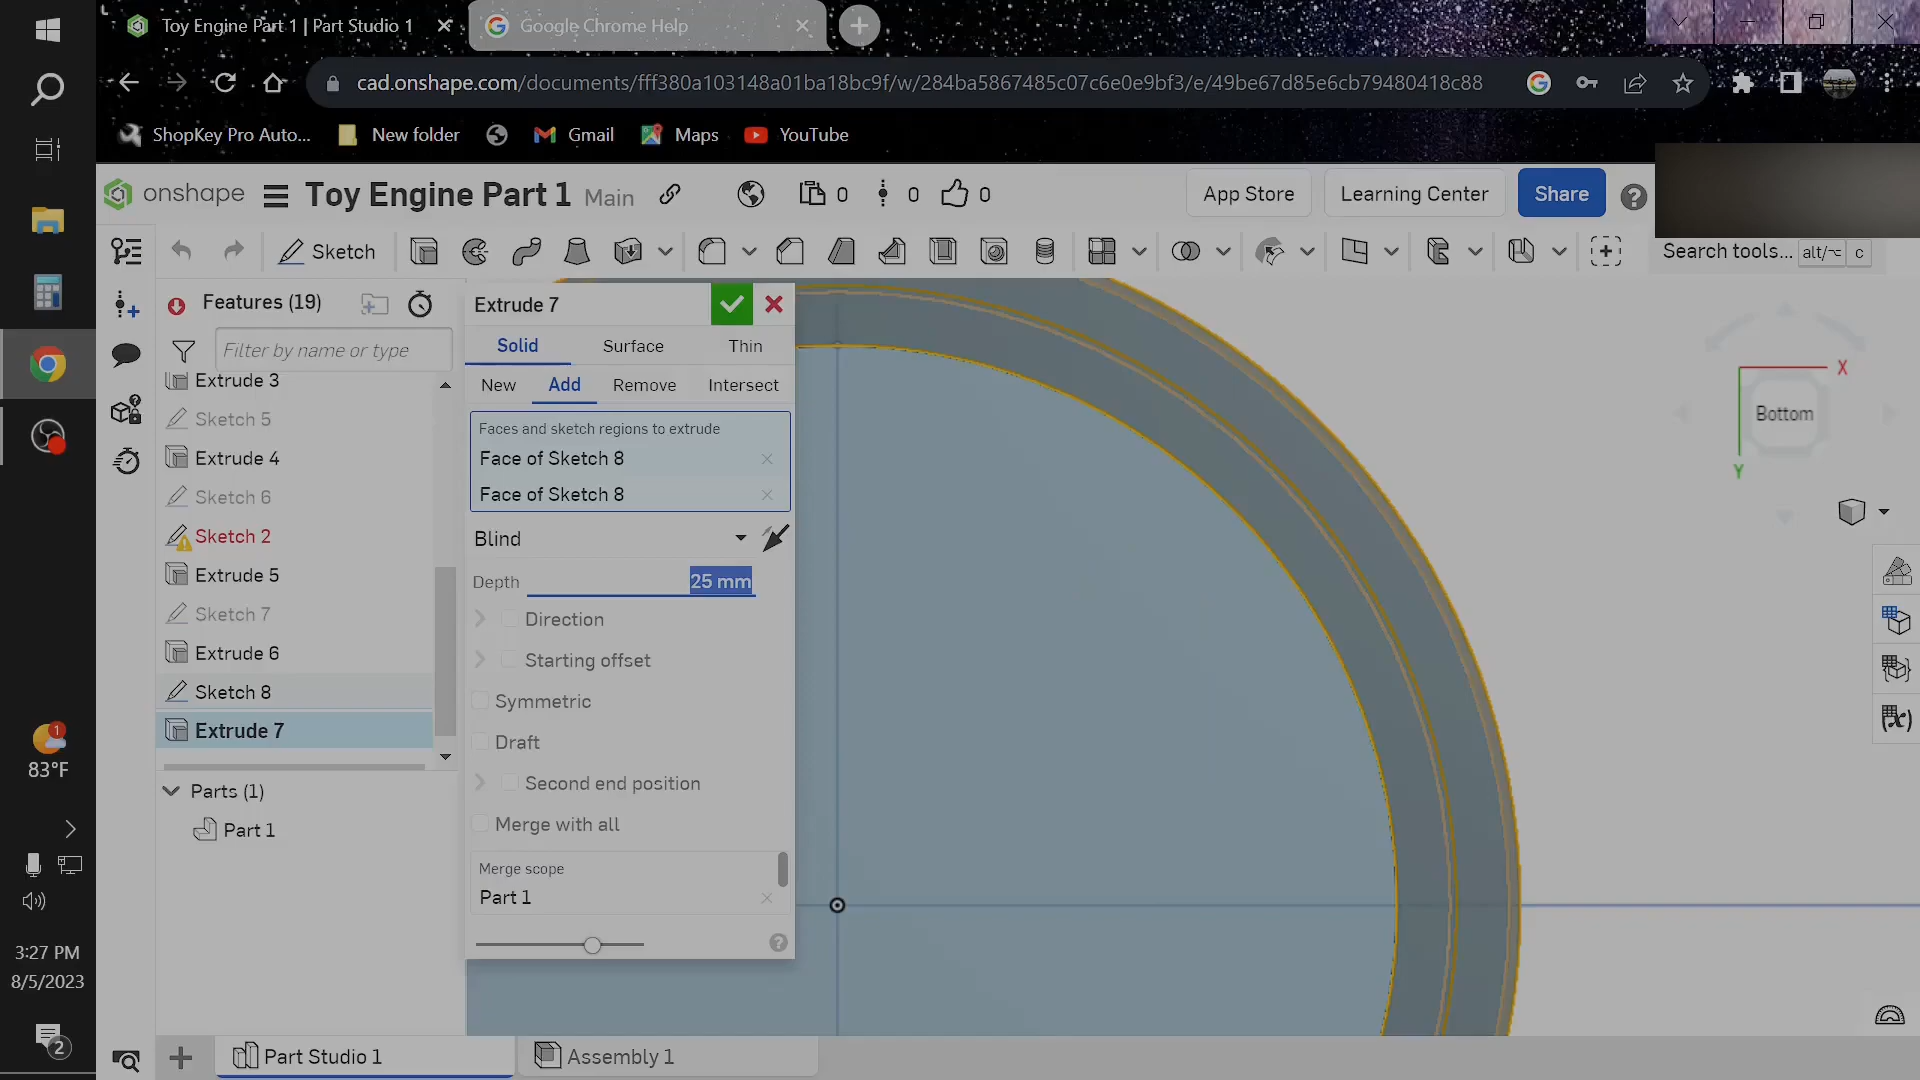 Toy Engine Part 1 | Part Studio 1
Google Chrome Help
cad.onshape.com/documents/fff380a103148a01ba18bc9f/w/284ba5867485c07c6e0e9bf3/e/49be67d85e6cb79480418c88
ShopKey Pro Auto...
New folder
Gmail
Maps
YouTube
onshape
Toy Engine Part 1
Main
0
0
0
App Store
Learning Center
Share
Sketch
Search tools...
alt/⌥
c
Features (19)
Filter by name or type
Extrude 3
Sketch 5
Extrude 4
Sketch 6
Sketch 2
Extrude 5
Sketch 7
Extrude 6
Sketch 8
Extrude 7
Parts (1)
Part 1
Extrude 7
Solid
Surface
Thin
New
Add
Remove
Intersect
Faces and sketch regions to extrude
Face of Sketch 8
Face of Sketch 8
Blind
Depth
25 mm
Direction
Starting offset
Symmetric
Draft
Second end position
Merge with all
Merge scope
Part 1
X
Bottom
Y
1
83°F
3:27 PM
8/5/2023
2
Part Studio 1
Assembly 1